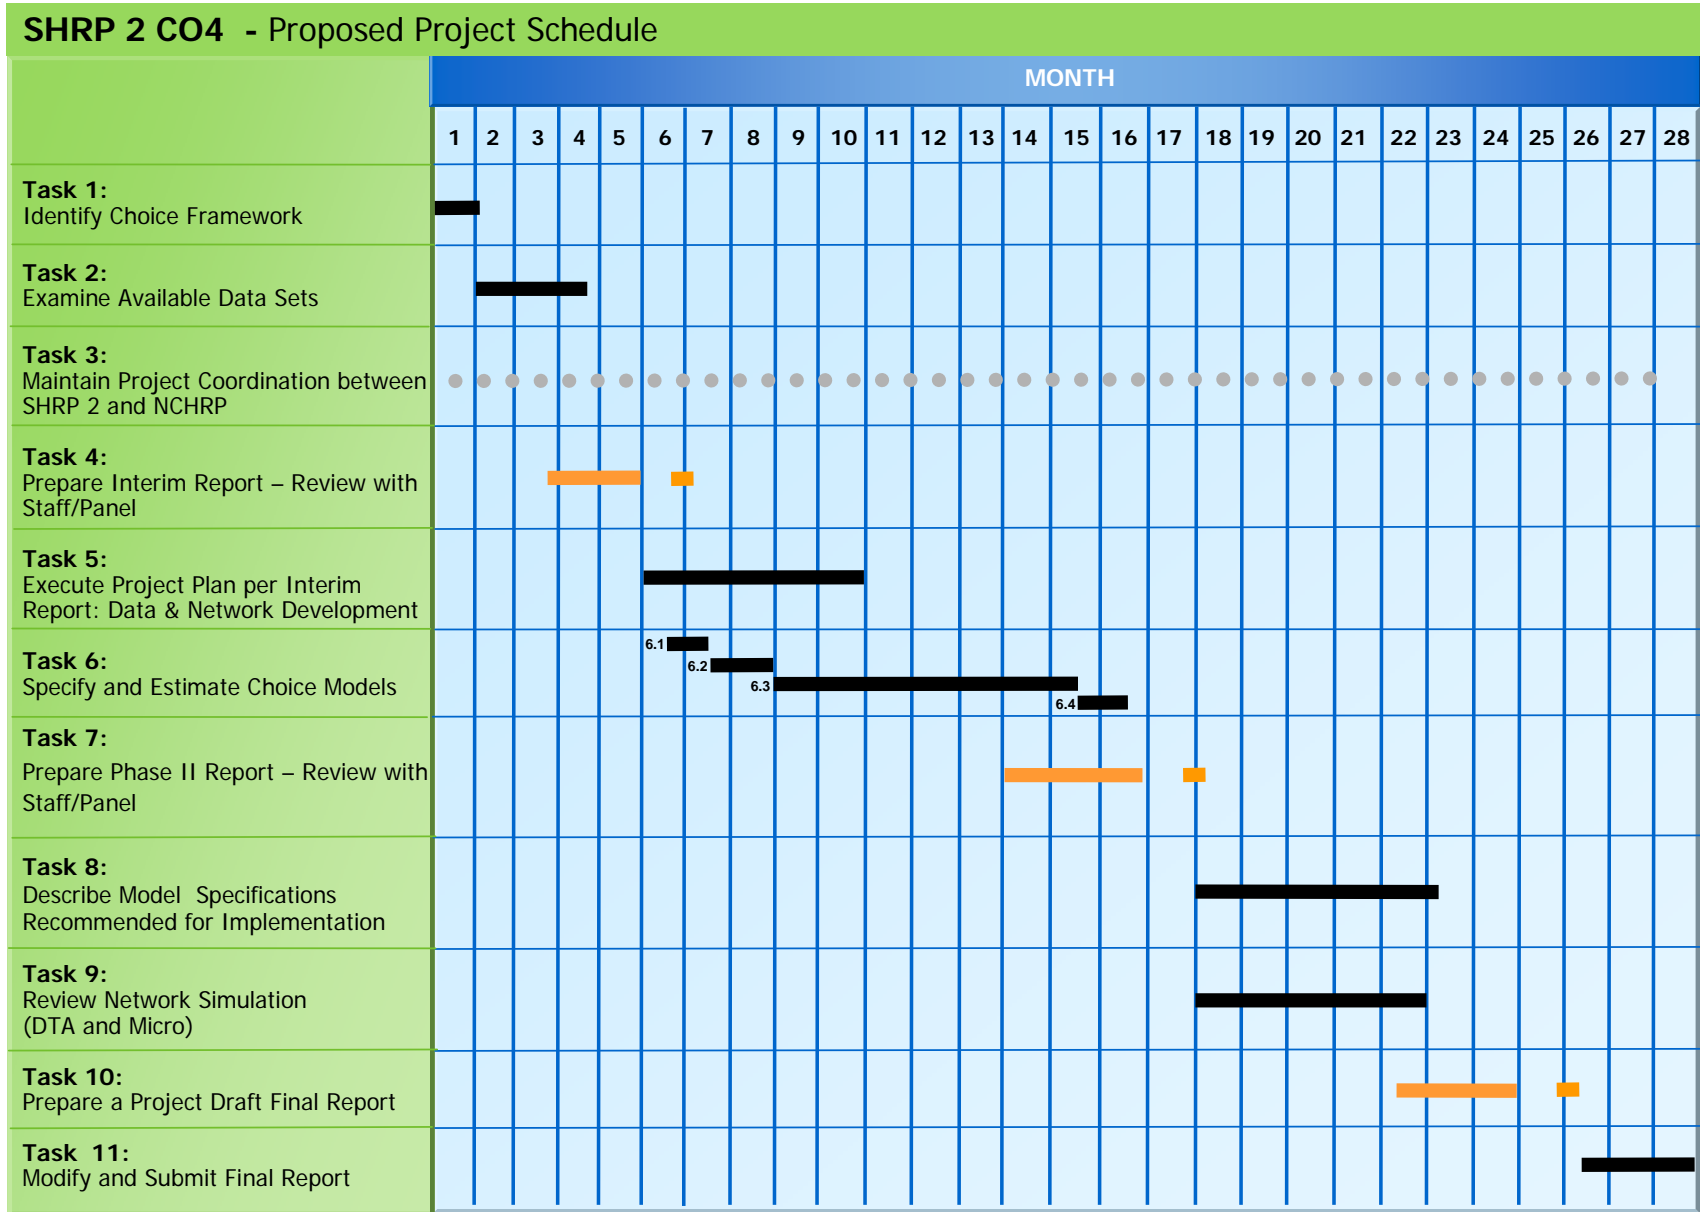 SHRP 2 CO4 - Proposed Project Schedule
MONTH
1 2 3 4 5 6 7 8 9 10 11 12 13 14 15 16 17 18 19 20 21 22 23 24 25 26 27 28
Task 1:
Identify Choice Framework
Task 2:
Examine Available Data Sets
Task 3:
Maintain Project Coordination between
SHRP 2 and NCHRP
Task 4:
Prepare Interim Report – Review with
Staff/Panel
Task 5:
Execute Project Plan per Interim
Report: Data & Network Development
Task 6:
Specify and Estimate Choice Models
6.1
6.2
6.3
6.4
Task 7:
Prepare Phase II Report – Review with
Staff/Panel
Task 8:
Describe Model Specifications
Recommended for Implementation
Task 9:
Review Network Simulation
(DTA and Micro)
Task 10:
Prepare a Project Draft Final Report
Task 11:
Modify and Submit Final Report